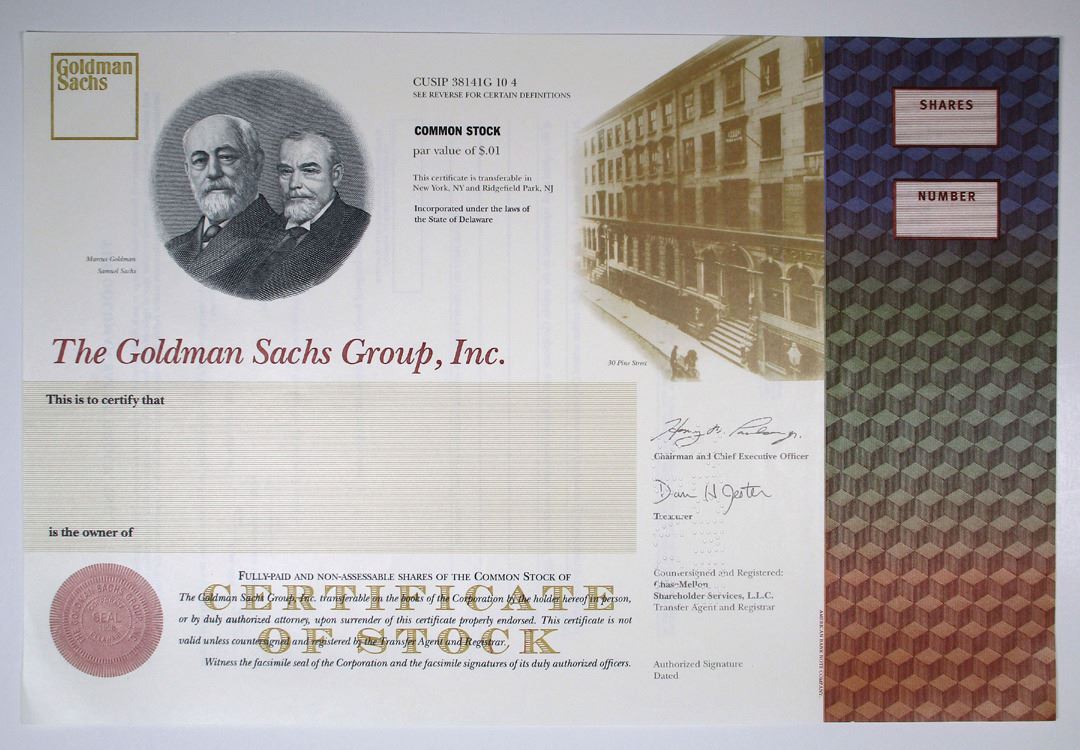 Goldman
Sachs
CUSIP 38141G 10 4
SEE REVERSE FOR CERTAIN DEFINITIONS
COMMON STOCK
par value of $.01
This certificate is transferable in
New York, NY and Ridgefield Park, NJ
Incorporated under the laws of
the State of Delaware
SHARES
NUMBER
Marcus Goldman
Samuel Sachs
30 Pine Street
The Goldman Sachs Group, Inc.
This is to certify that
is the owner of
Chairman and Chief Executive Officer
Dan H Jester
Treasurer
FULLY-PAID AND NON-ASSESSABLE SHARES OF THE COMMON STOCK OF
CERTIFICATE
OF STOCK
The Goldman Sachs Group, Inc. transferable on the books of the Corporation by the holder hereof in person,
or by duly authorized attorney, upon surrender of this certificate properly endorsed. This certificate is not
valid unless countersigned and registered by the Transfer Agent and Registrar.
Witness the facsimile seal of the Corporation and the facsimile signatures of its duly authorized officers.
SEAL
Countersigned and Registered:
ChaseMellon
Shareholder Services, L.L.C.
Transfer Agent and Registrar
Authorized Signature
Dated
AMERICAN BANK NOTE COMPANY.